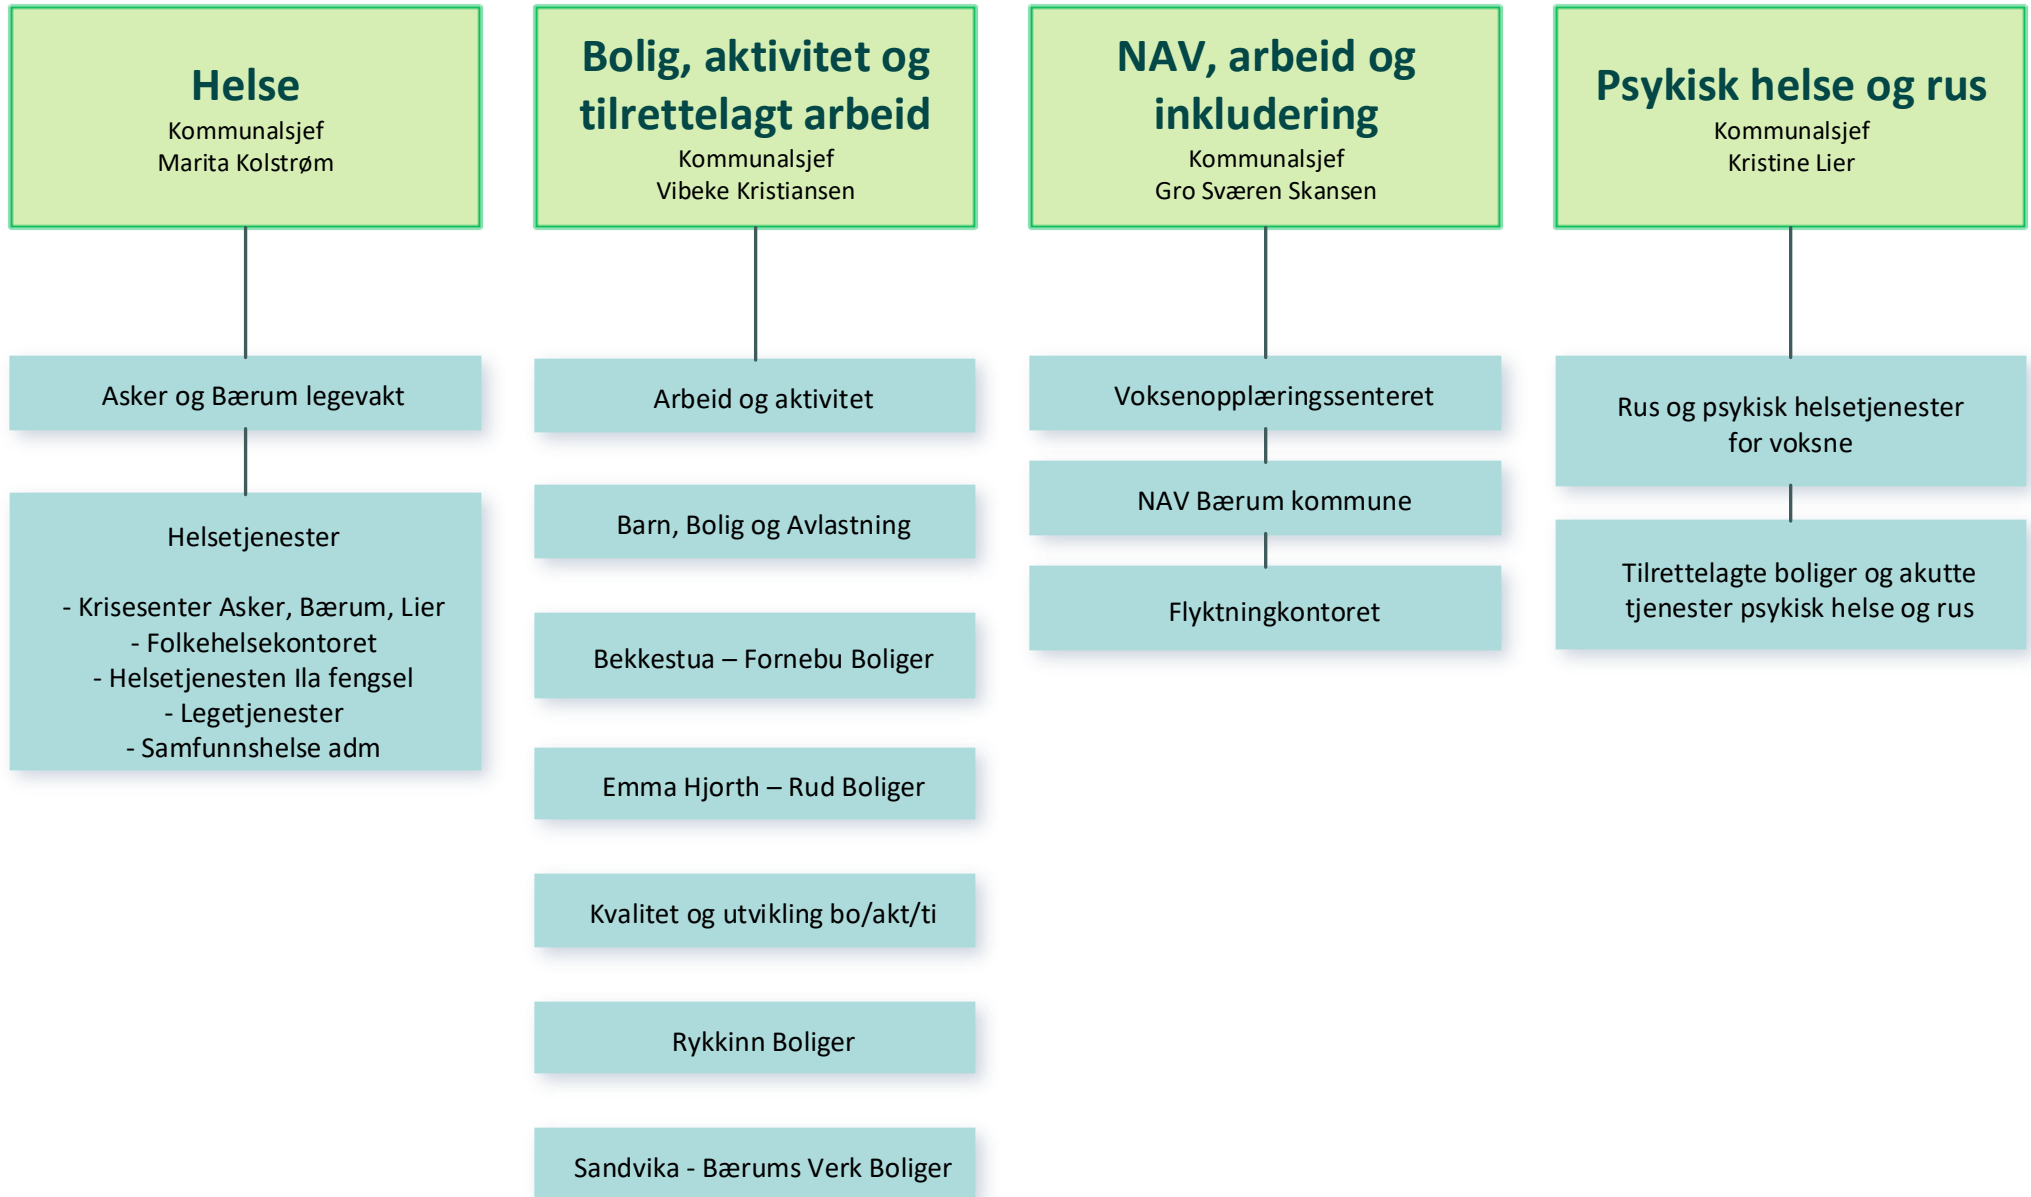 Helse
Kommunalsjef
Marita Kolstrøm
Asker og Bærum legevakt
Helsetjenester
- Krisesenter Asker, Bærum, Lier
- Folkehelsekontoret
- Helsetjenesten Ila fengsel
- Legetjenester
- Samfunnshelse adm
Bolig, aktivitet og
tilrettelagt arbeid
Kommunalsjef
Vibeke Kristiansen
Arbeid og aktivitet
Barn, Bolig og Avlastning
Bekkestua – Fornebu Boliger
Emma Hjorth – Rud Boliger
Kvalitet og utvikling bo/akt/ti
Rykkinn Boliger
Sandvika - Bærums Verk Boliger
NAV, arbeid og
inkludering
Kommunalsjef
Gro Sværen Skansen
Voksenopplæringssenteret
NAV Bærum kommune
Flyktningkontoret
Psykisk helse og rus
Kommunalsjef
Kristine Lier
Rus og psykisk helsetjenester
for voksne
Tilrettelagte boliger og akutte
tjenester psykisk helse og rus